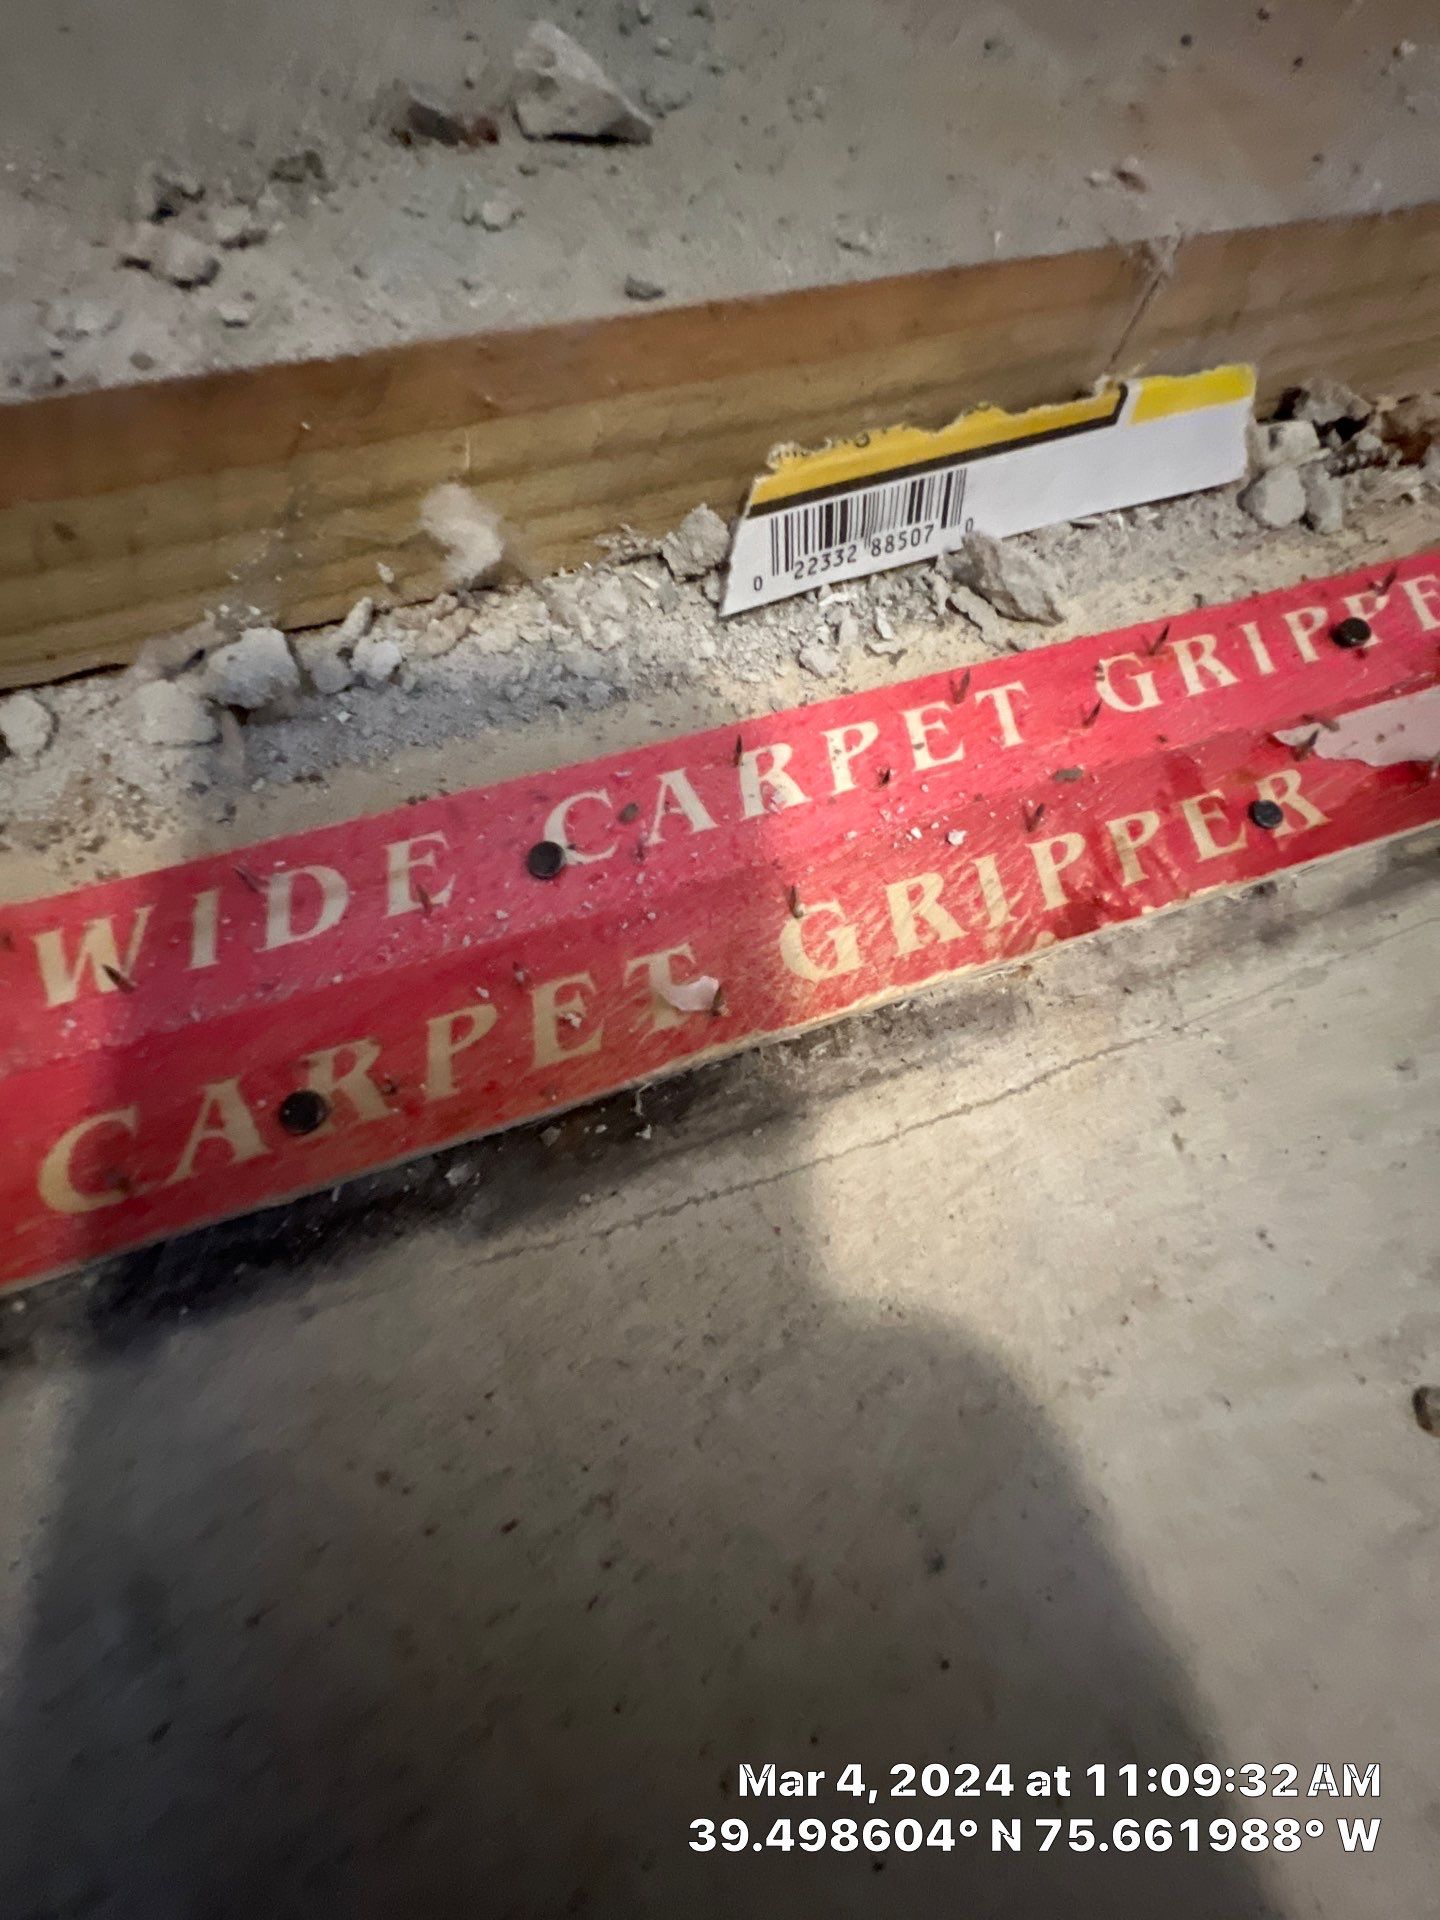 0 22332 88507 0
WIDE CARPET GRIPPE
CARPET GRIPPER
Mar 4, 2024 at 11:09:32 AM
39.498604° N 75.661988° W